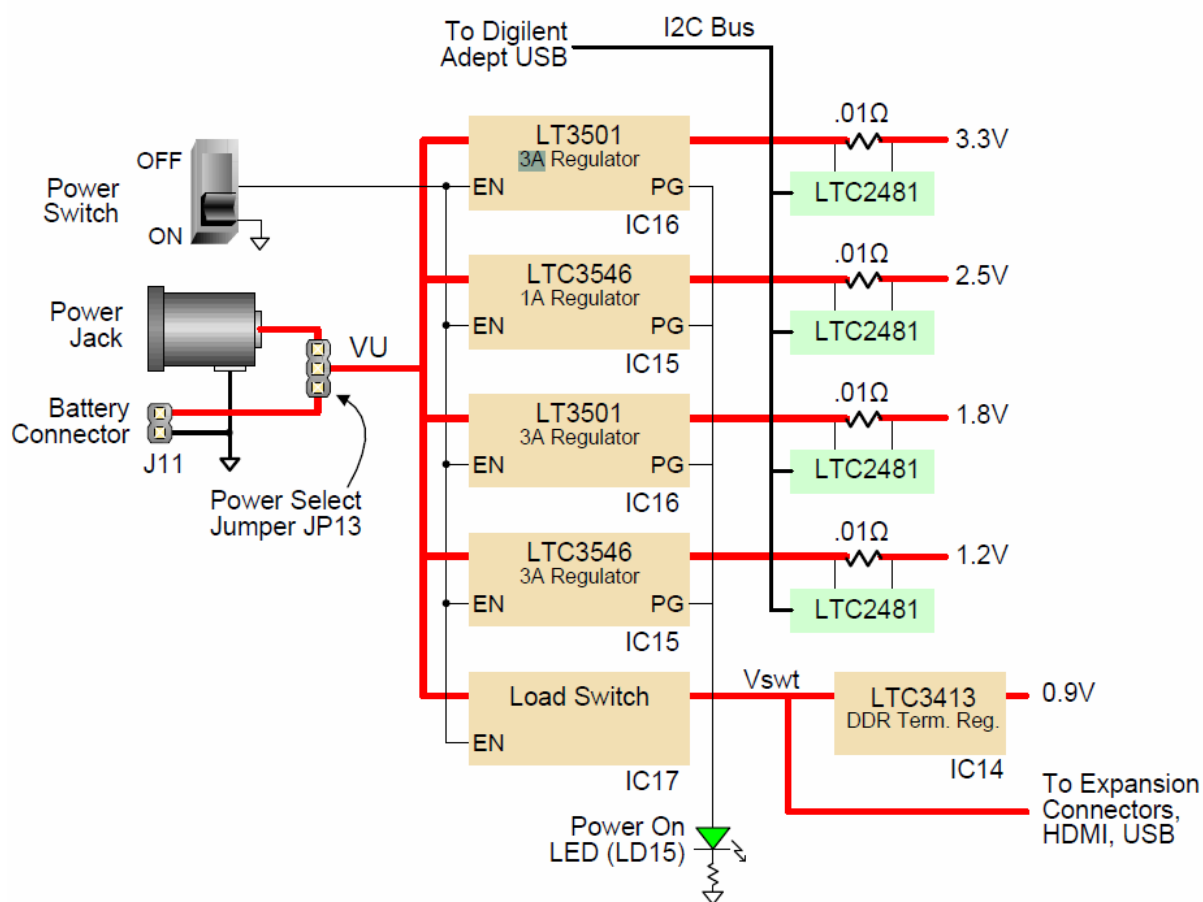 To Digilent
Adept USB
I2C Bus
OFF
Power
Switch
ON
LT3501
3A Regulator
EN
PG
IC16
.01Ω
3.3V
LTC2481
LTC3546
1A Regulator
EN
PG
IC15
.01Ω
2.5V
LTC2481
Power
Jack
VU
Battery
Connector
J11
Power Select
Jumper JP13
LT3501
3A Regulator
EN
PG
IC16
.01Ω
1.8V
LTC2481
LTC3546
3A Regulator
EN
PG
IC15
.01Ω
1.2V
LTC2481
Load Switch
EN
IC17
Vswt
LTC3413
DDR Term. Reg.
IC14
0.9V
To Expansion
Connectors,
HDMI, USB
Power On
LED (LD15)